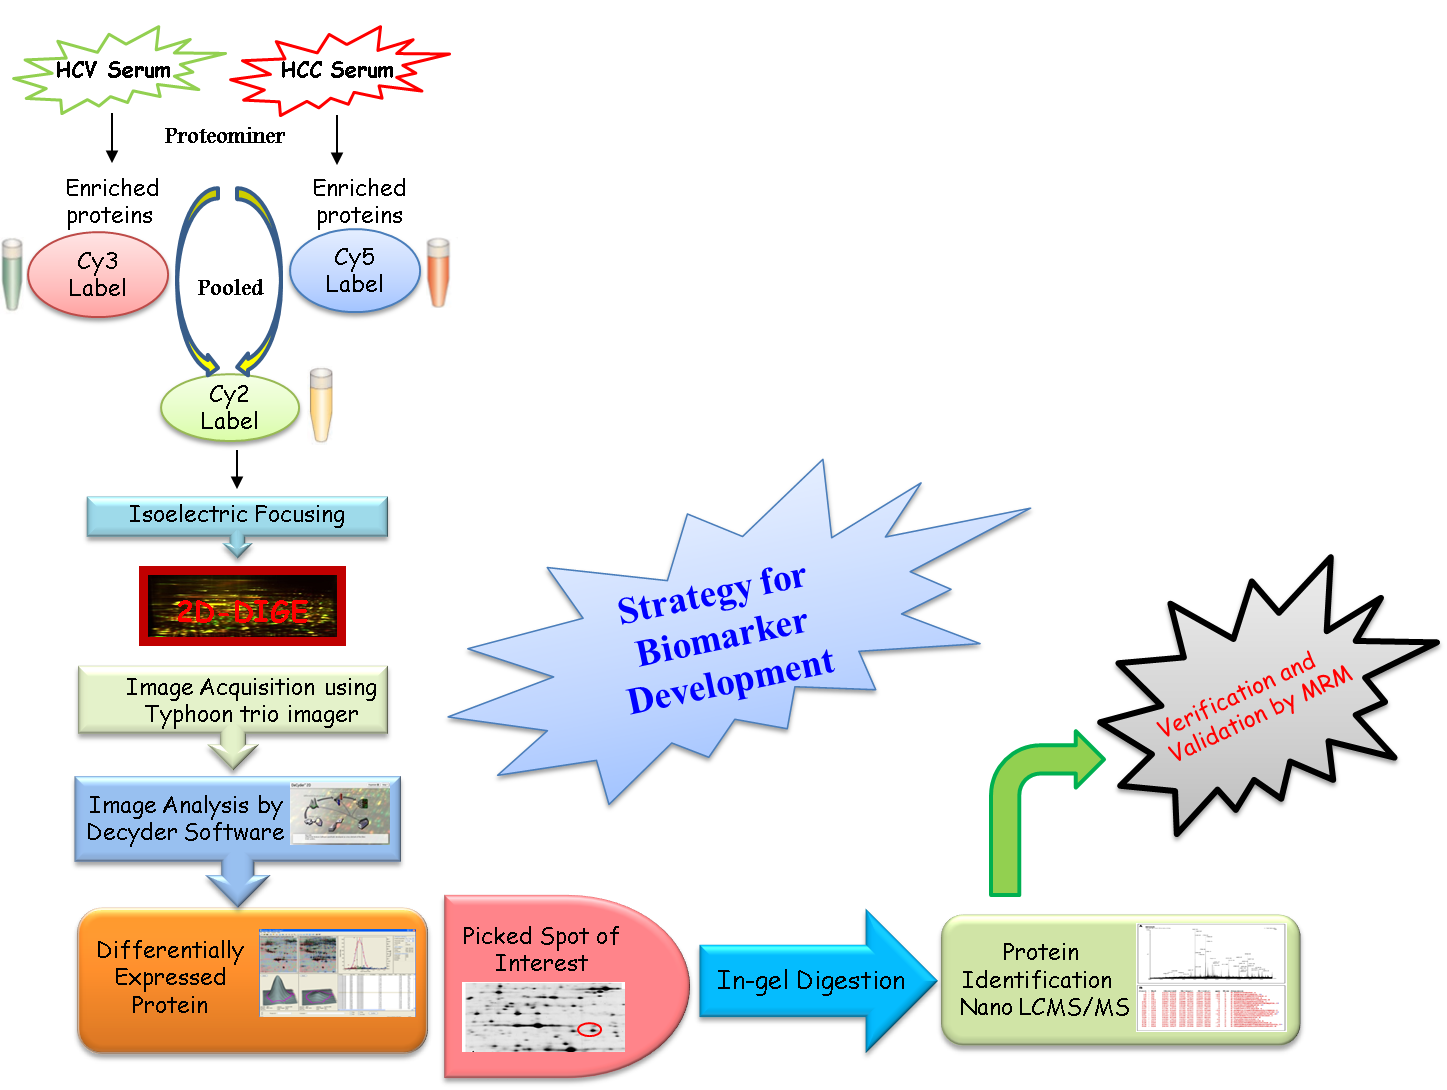 HCV Serum
HCC Serum
Proteominer
Enriched
proteins
Enriched
proteins
Cy3
Label
Cy5
Label
Pooled
Cy2
Label
Isoelectric Focusing
2D-DIGE
Image Acquisition using
Typhoon trio imager
Image Analysis by
Decyder Software
Differentially
Expressed
Protein
Picked Spot of
Interest
In-gel Digestion
Protein
Identification
Nano LCMS/MS
Verification and
Validation by MRM
Strategy for
Biomarker
Development